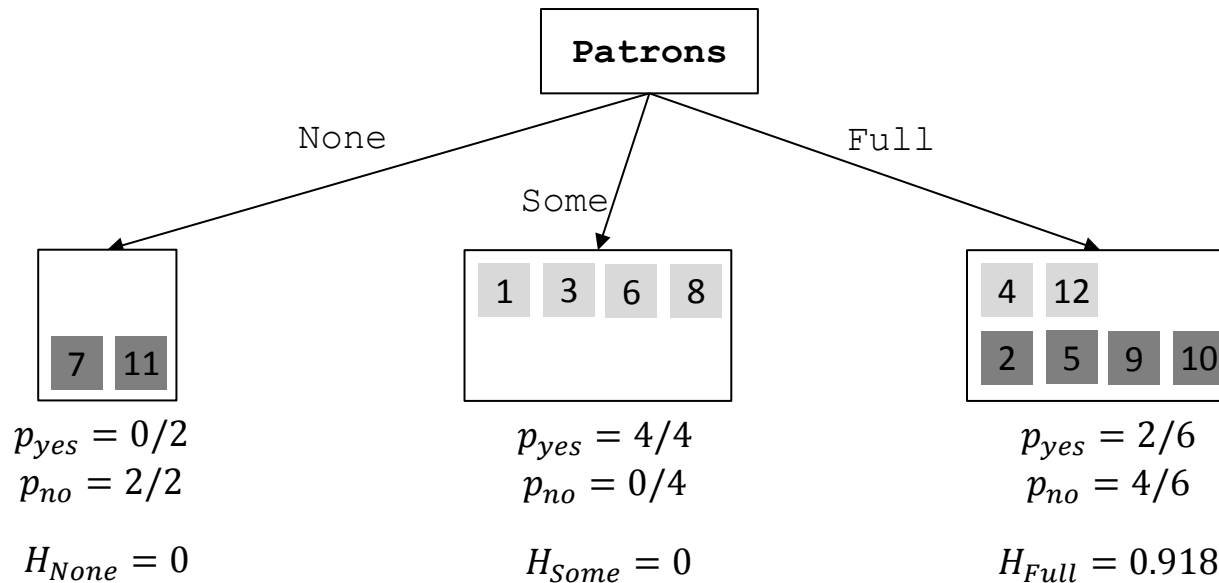 Patrons
None
Some
Full
7 11
1 3 6 8
4 12
2 5 9 10
p_yes = 0/2
p_no = 2/2
H_None = 0
p_yes = 4/4
p_no = 0/4
H_Some = 0
p_yes = 2/6
p_no = 4/6
H_Full = 0.918